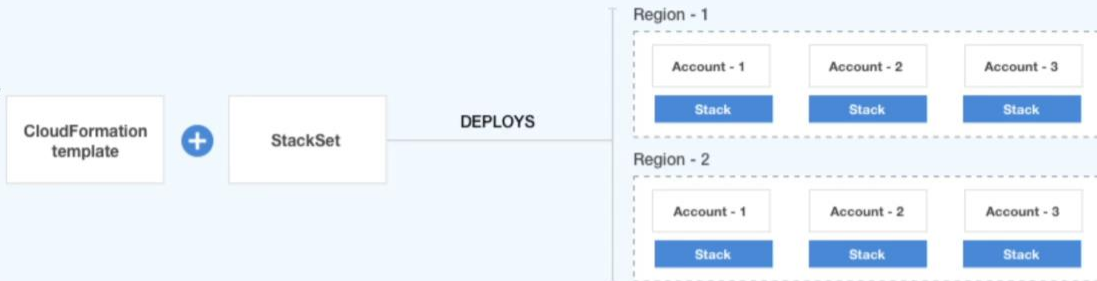 CloudFormation
template
StackSet
DEPLOYS
Region - 1
Account - 1 Account - 2 Account - 3
Stack Stack Stack
Region - 2
Account - 1 Account - 2 Account - 3
Stack Stack Stack